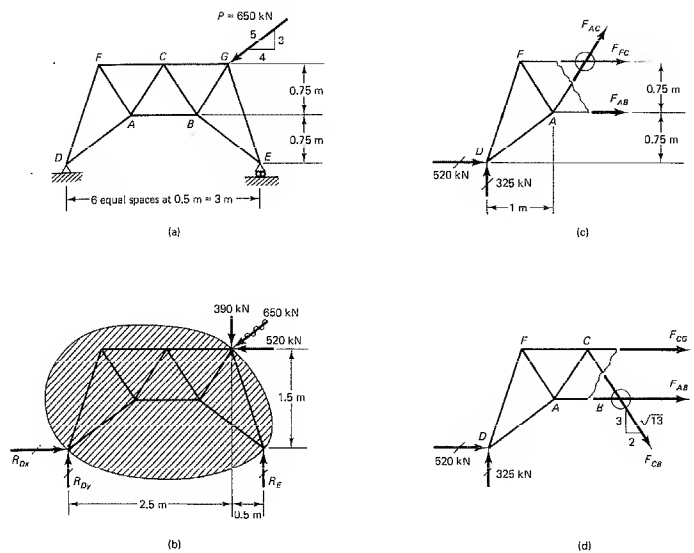 P = 650 kN
5
3
4
F
C
G
0.75 m
A
B
0.75 m
D
E
6 equal spaces at 0.5 m = 3 m
(a)
F_AC
F
F_FC
0.75 m
F_AB
A
0.75 m
D
520 kN
325 kN
1 m
(c)
390 kN
650 kN
520 kN
1.5 m
R_Dx
R_Dy
R_E
2.5 m
0.5 m
(b)
F
C
F_CG
F_AB
A
B
3
√13
2
D
520 kN
F_CB
325 kN
(d)